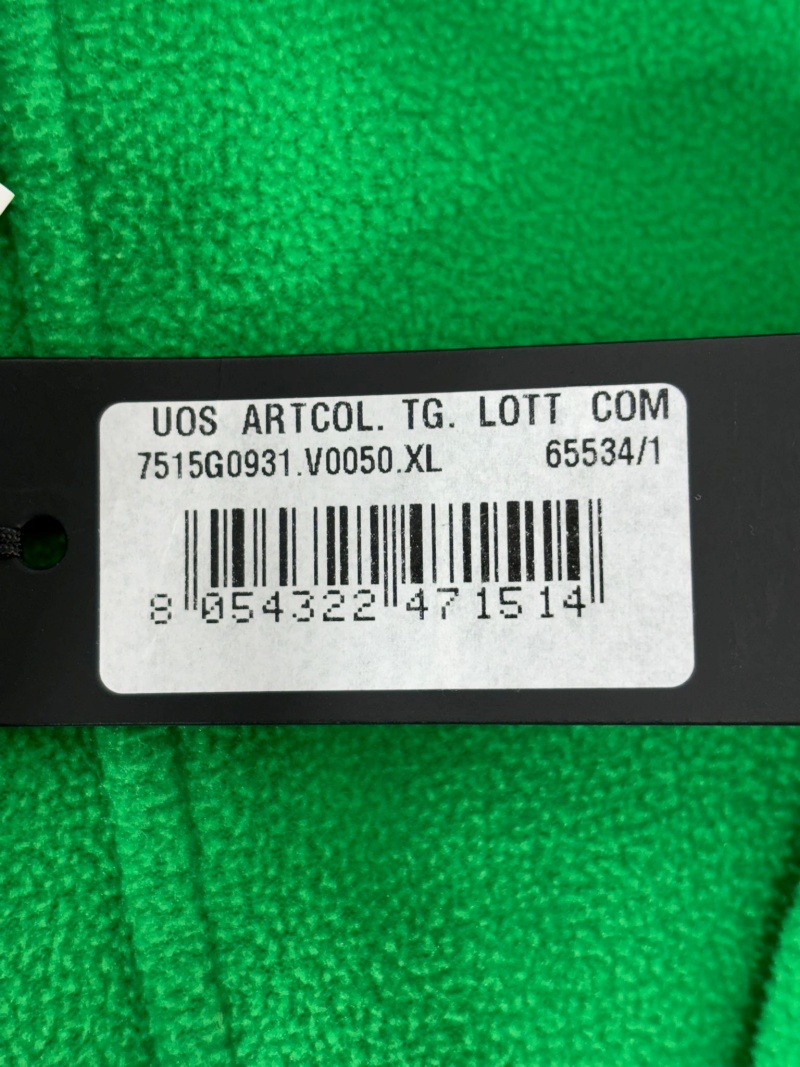 UOS ARTCOL. TG. LOTT COM
7515G0931.V0050.XL 65534/1
8 054322 471514